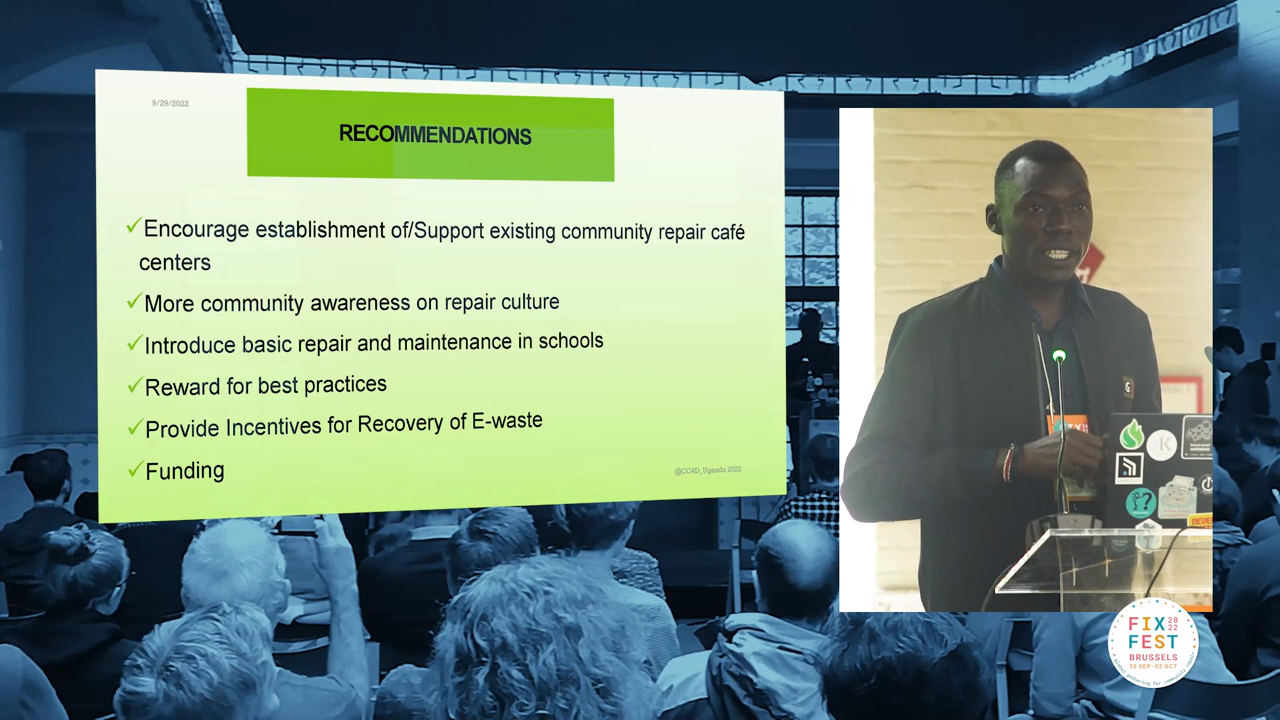 9/29/2022
RECOMMENDATIONS
✓Encourage establishment of/Support existing community repair café
centers
✓More community awareness on repair culture
✓Introduce basic repair and maintenance in schools
✓Reward for best practices
✓Provide Incentives for Recovery of E-waste
✓Funding
@CC4D_Uganda 2022
G
K
FIX 20
22
FEST
BRUSSELS
30 SEP-02 OCT